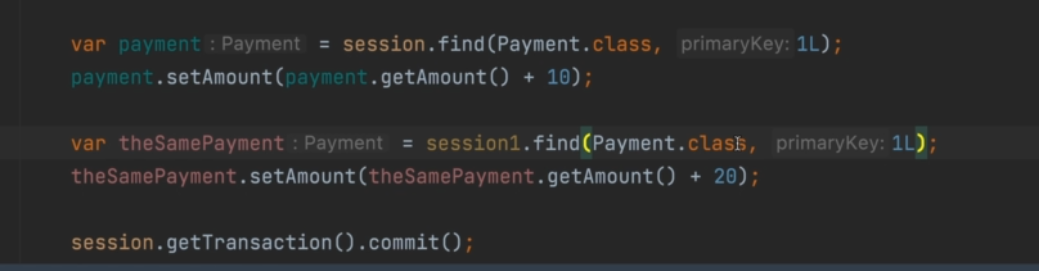 var payment : Payment = session.find(Payment.class, primaryKey: 1L);
payment.setAmount(payment.getAmount() + 10);
var theSamePayment : Payment = session1.find(Payment.class, primaryKey: 1L);
theSamePayment.setAmount(theSamePayment.getAmount() + 20);
session.getTransaction().commit();